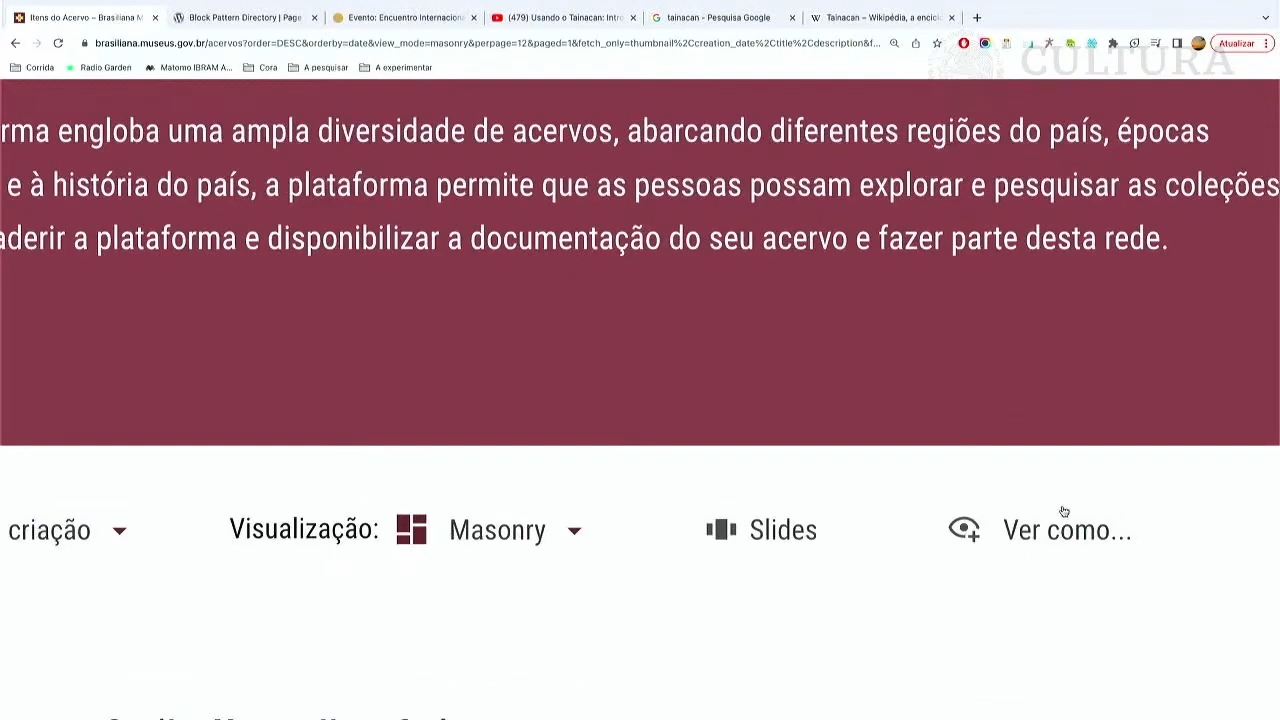 Itens do Acervo – Brasiliana M
Block Pattern Directory | Page
Evento: Encuentro Internacion
(479) Usando o Tainacan: Intro
tainacan - Pesquisa Google
Tainacan – Wikipédia, a encicl
brasiliana.museus.gov.br/acervos?order=DESC&orderby=date&view_mode=masonry&perpage=12&paged=1&fetch_only=thumbnail%2Ccreation_date%2Ctitle%2Cdescription&f...
Atualizar
Corrida
Radio Garden
Matomo IBRAM A...
Cora
A pesquisar
A experimentar
CULTURA
rma engloba uma ampla diversidade de acervos, abarcando diferentes regiões do país, épocas
e à história do país, a plataforma permite que as pessoas possam explorar e pesquisar as coleções
aderir a plataforma e disponibilizar a documentação do seu acervo e fazer parte desta rede.
criação
Visualização: Masonry
Slides
Ver como...